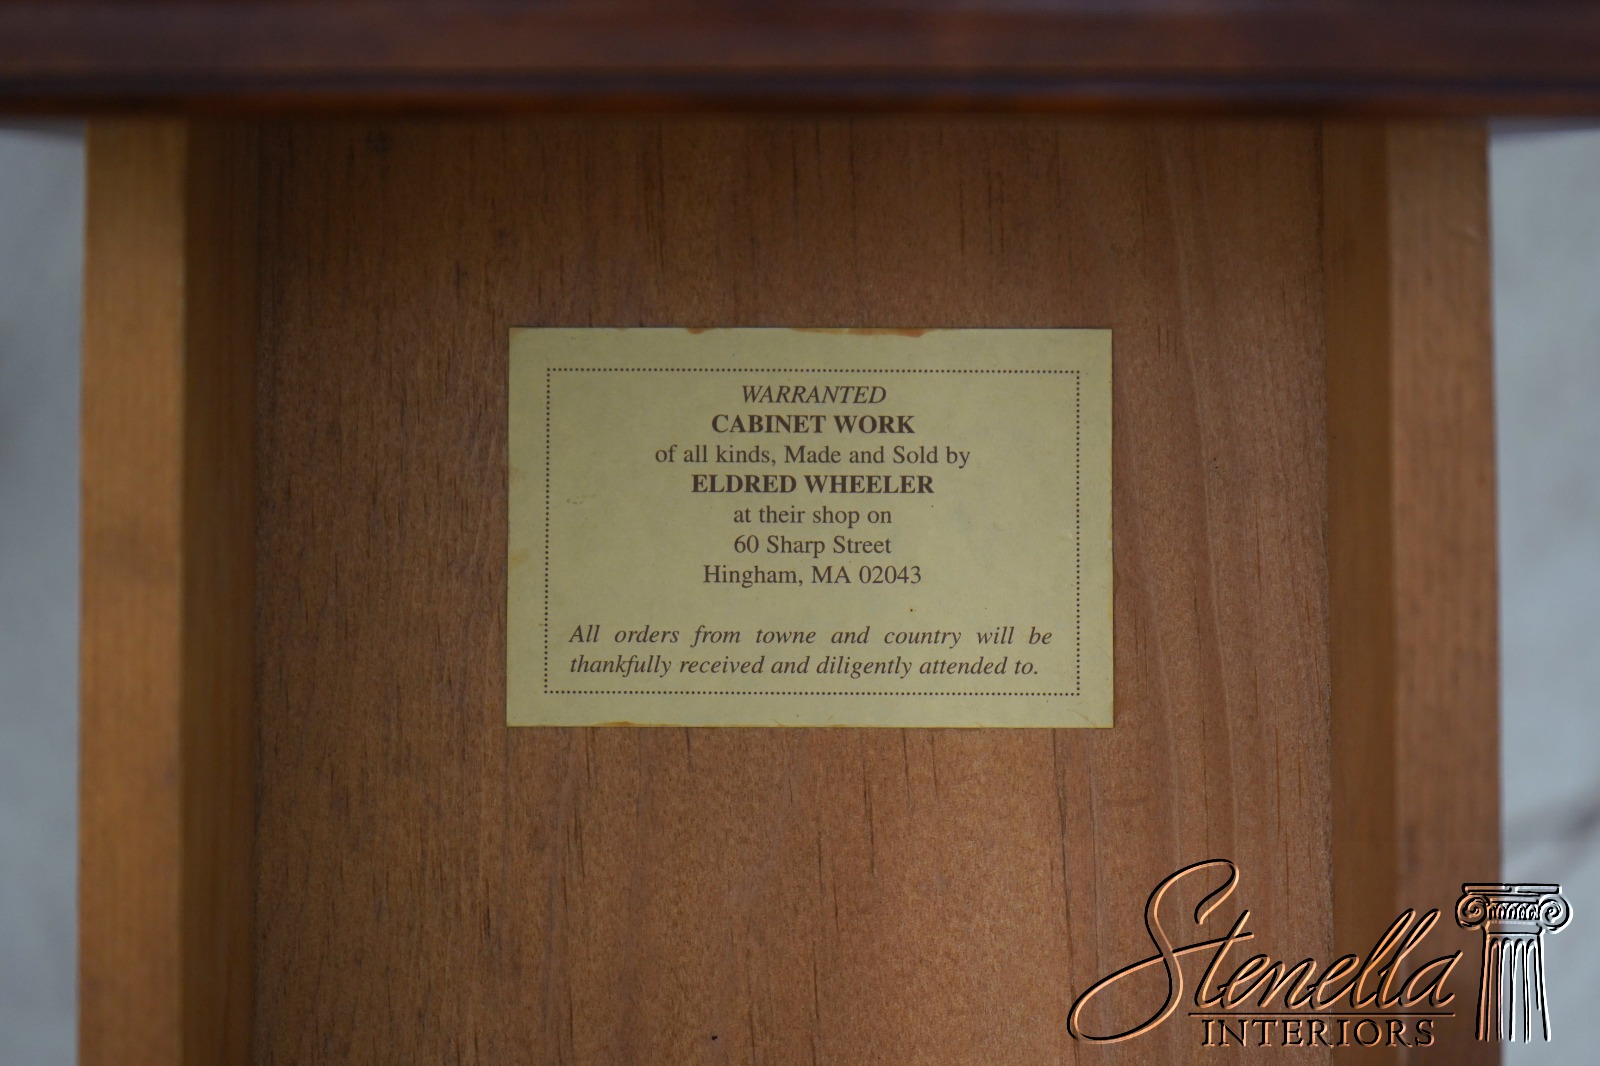 WARRANTED
CABINET WORK
of all kinds, Made and Sold by
ELDRED WHEELER
at their shop on
60 Sharp Street
Hingham, MA 02043
All orders from towne and country will be
thankfully received and diligently attended to.
Stenella
INTERIORS